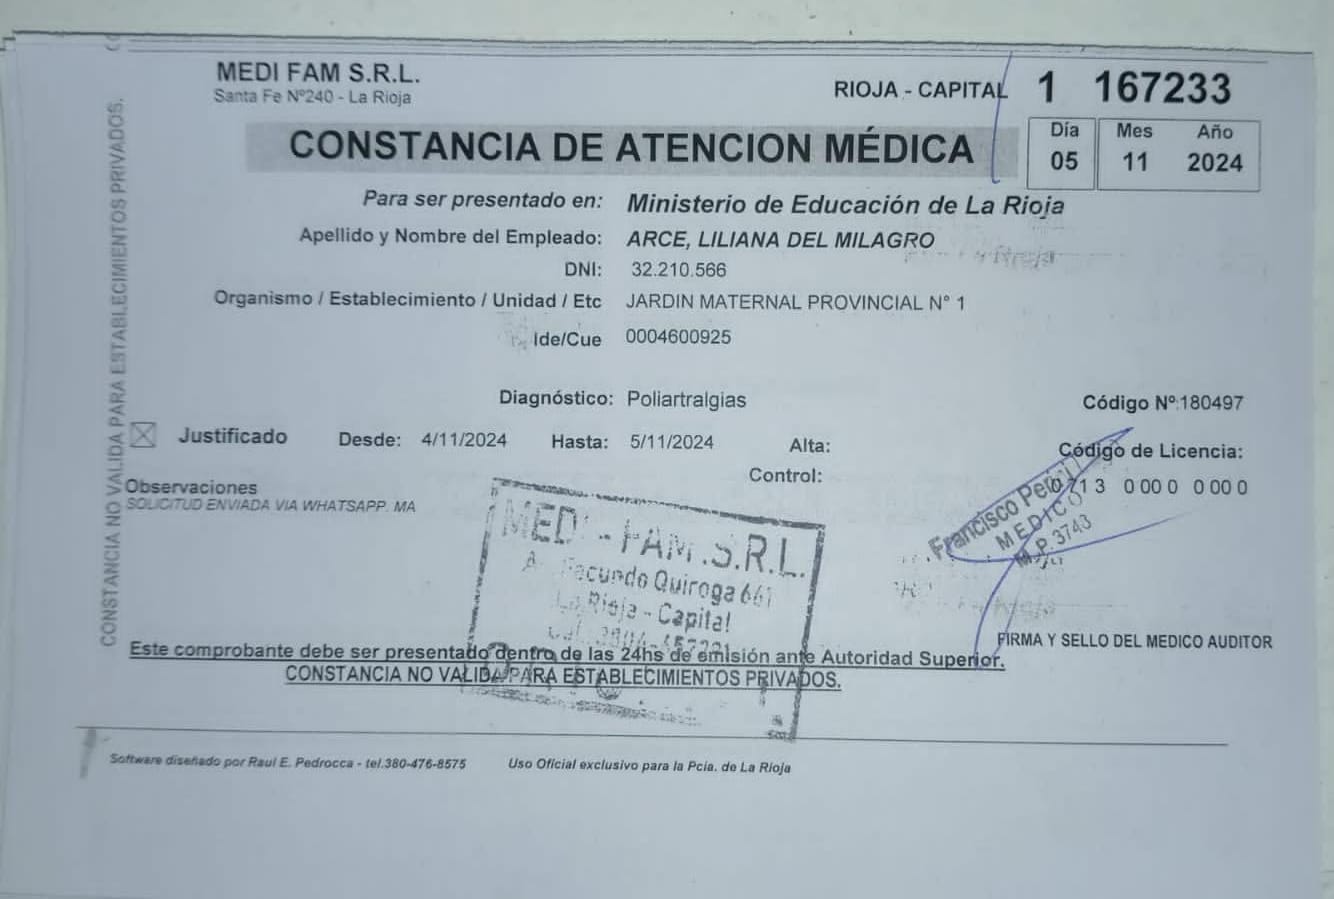 MEDI FAM S.R.L.
Santa Fe Nº240 - La Rioja
RIOJA - CAPITAL 1 167233
CONSTANCIA DE ATENCION MÉDICA
Día Mes Año
05 11 2024
Para ser presentado en: Ministerio de Educación de La Rioja
Apellido y Nombre del Empleado: ARCE, LILIANA DEL MILAGRO
DNI: 32.210.566
Organismo / Establecimiento / Unidad / Etc JARDIN MATERNAL PROVINCIAL N° 1
Ide/Cue 0004600925
Diagnóstico: Poliartralgias
Código Nº:180497
Justificado Desde: 4/11/2024 Hasta: 5/11/2024 Alta:
Control:
Código de Licencia:
713 0000 0000
Observaciones
SOLICITUD ENVIADA VIA WHATSAPP. MA
MEDI-FAM.S.R.L.
Facundo Quiroga 661
La Rioja - Capital
Francisco
MEDICO
M.P. 3743
FIRMA Y SELLO DEL MEDICO AUDITOR
Este comprobante debe ser presentado dentro de las 24hs de emisión ante Autoridad Superior.
CONSTANCIA NO VALIDA PARA ESTABLECIMIENTOS PRIVADOS.
Software diseñado por Raul E. Pedrocca - tel.380-476-8575 Uso Oficial exclusivo para la Pcia. de La Rioja
CONSTANCIA NO VALIDA PARA ESTABLECIMIENTOS PRIVADOS.